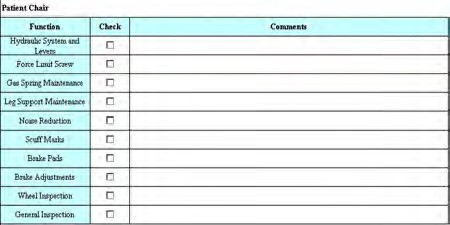 Patient Chair
Function Check Comments
Hydraulic System and
Levers
Force Limit Screw
Gas Spring Maintenance
Leg Support Maintenance
Noise Reduction
Scuff Marks
Brake Pads
Brake Adjustments
Wheel Inspection
General Inspection